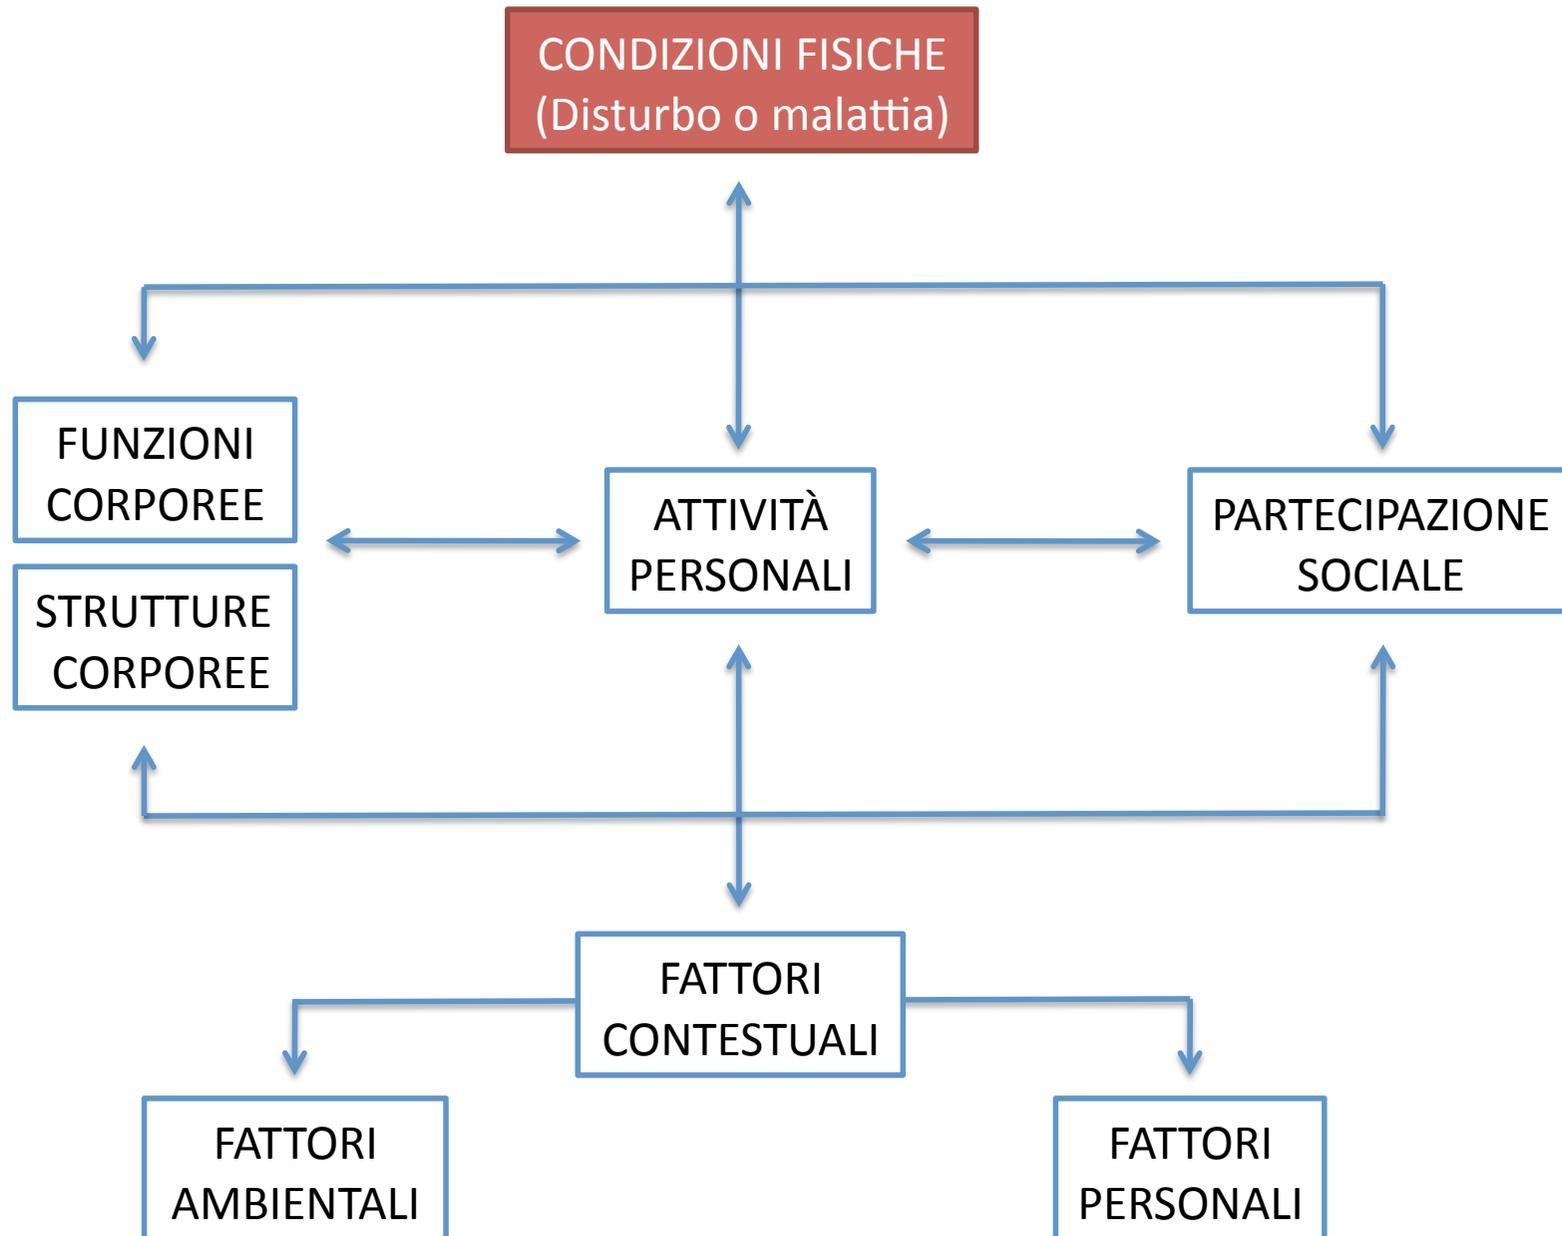 CONDIZIONI FISICHE
(Disturbo o malattia)
FUNZIONI
CORPOREE
STRUTTURE
CORPOREE
ATTIVITÀ
PERSONALI
PARTECIPAZIONE
SOCIALE
FATTORI
CONTESTUALI
FATTORI
AMBIENTALI
FATTORI
PERSONALI